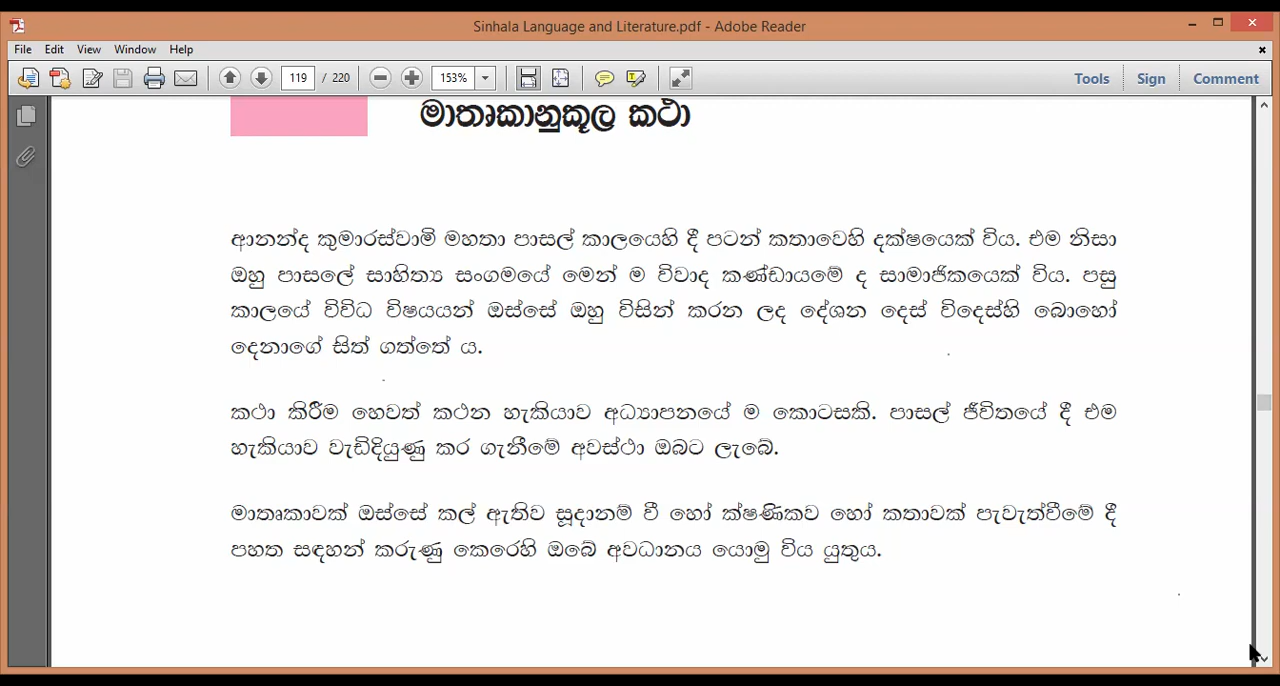 Sinhala Language and Literature.pdf - Adobe Reader
File Edit View Window Help
119 / 220 153% Tools Sign Comment
මාතෘකානුකූල කථා
ආනන්ද කුමාරස්වාමි මහතා පාසල් කාලයෙහි දී පටන් කතාවෙහි දක්ෂයෙක් විය. එම නිසා
ඔහු පාසලේ සාහිත්‍ය සංගමයේ මෙන් ම විවාද කණ්ඩායමේ ද සාමාජිකයෙක් විය. පසු
කාලයේ විවිධ විෂයයන් ඔස්සේ ඔහු විසින් කරන ලද දේශන දෙස් විදෙස්හි බොහෝ
දෙනාගේ සිත් ගත්තේ ය.
කථා කිරීම හෙවත් කථන හැකියාව අධ්‍යාපනයේ ම කොටසකි. පාසල් ජීවිතයේ දී එම
හැකියාව වැඩිදියුණු කර ගැනීමේ අවස්ථා ඔබට ලැබේ.
මාතෘකාවක් ඔස්සේ කල් ඇතිව සූදානම් වී හෝ ක්ෂණිකව හෝ කතාවක් පැවැත්වීමේ දී
පහත සඳහන් කරුණු කෙරෙහි ඔබේ අවධානය යොමු විය යුතුය.